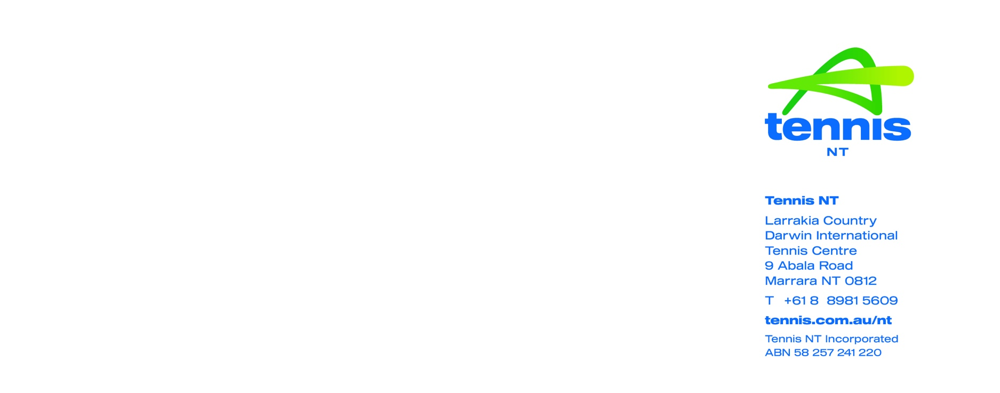 tennis
NT
Tennis NT
Larrakia Country
Darwin International
Tennis Centre
9 Abala Road
Marrara NT 0812
T +61 8 8981 5609
tennis.com.au/nt
Tennis NT Incorporated
ABN 58 257 241 220